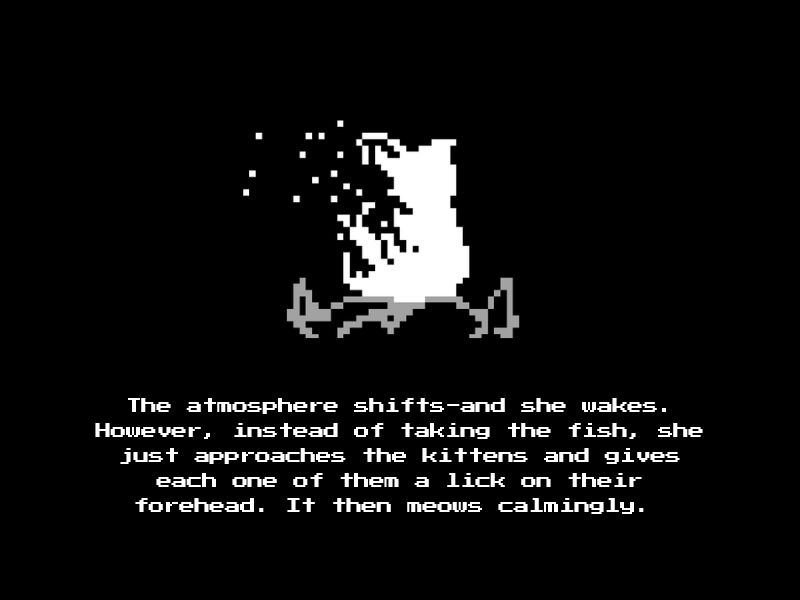 The atmosphere shifts-and she wakes.
However, instead of taking the fish, she
just approaches the kittens and gives
each one of them a lick on their
forehead. It then meows calmingly.